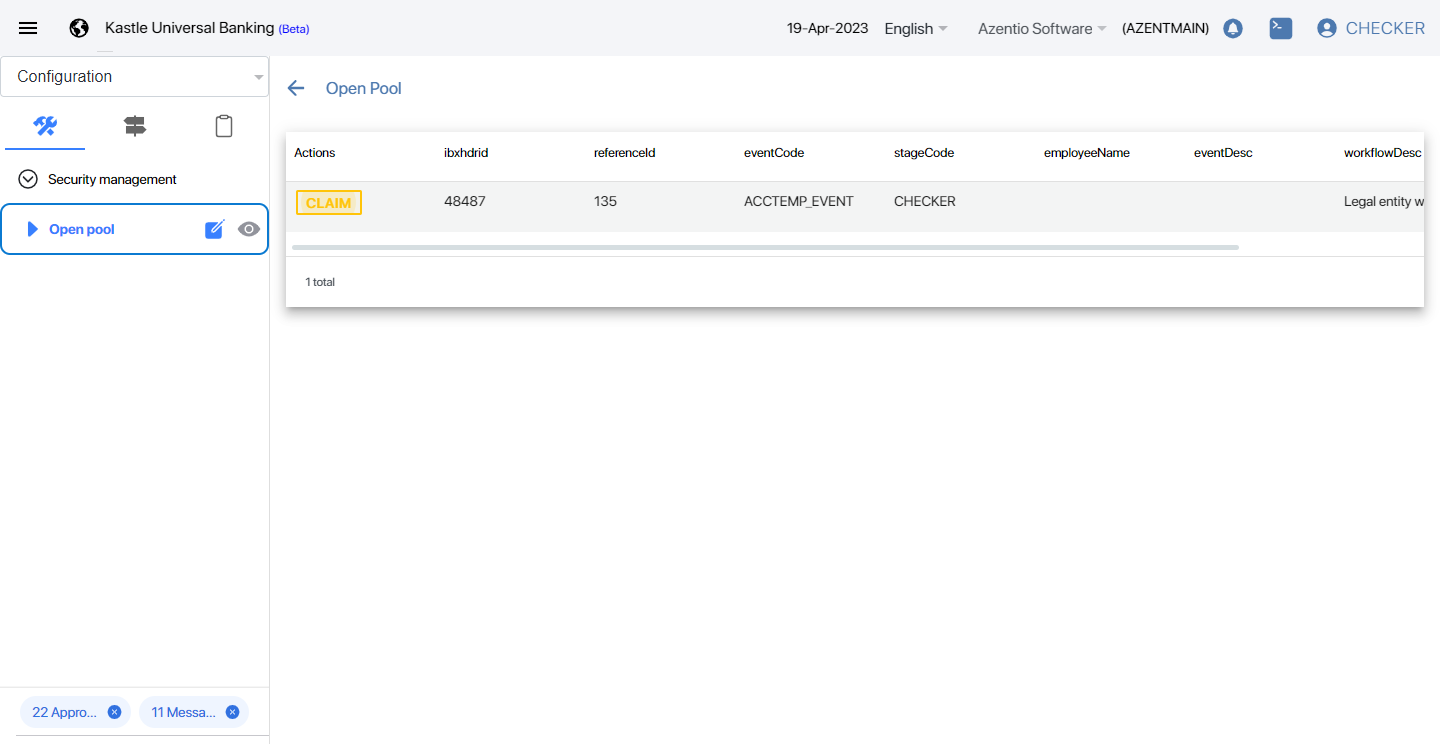 Kastle Universal Banking (Beta)
19-Apr-2023 English Azentio Software (AZENTMAIN) CHECKER
Configuration
Security management
Open pool
22 Appro... 11 Messa...
Open Pool
Actions ibxhdrid referenceId eventCode stageCode employeeName eventDesc workflowDesc
CLAIM 48487 135 ACCTEMP_EVENT CHECKER Legal entity w
1 total